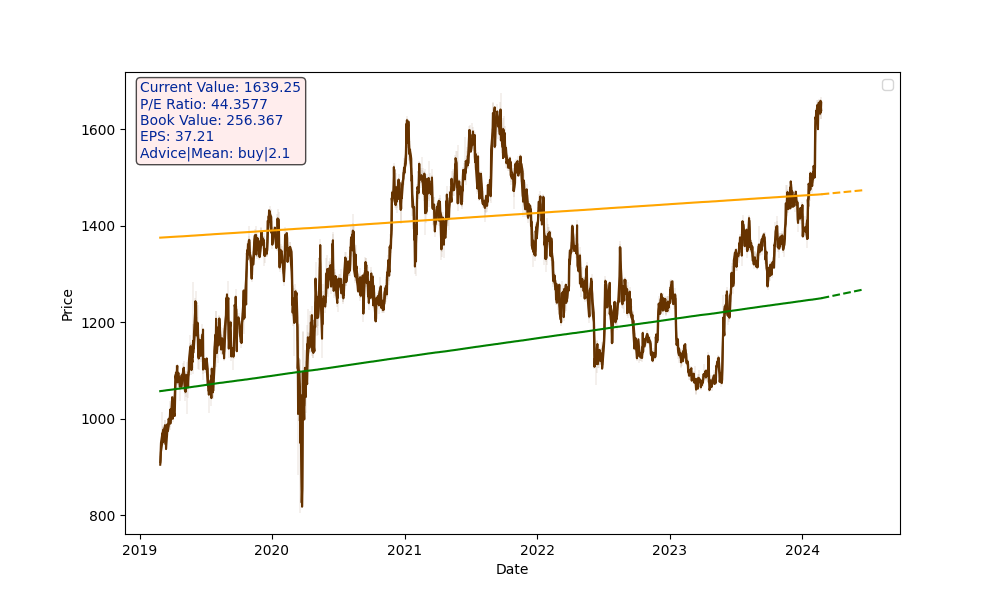 Current Value: 1639.25
P/E Ratio: 44.3577
Book Value: 256.367
EPS: 37.21
Advice|Mean: buy|2.1
1600
1400
1200
1000
800
Price
2019 2020 2021 2022 2023 2024
Date